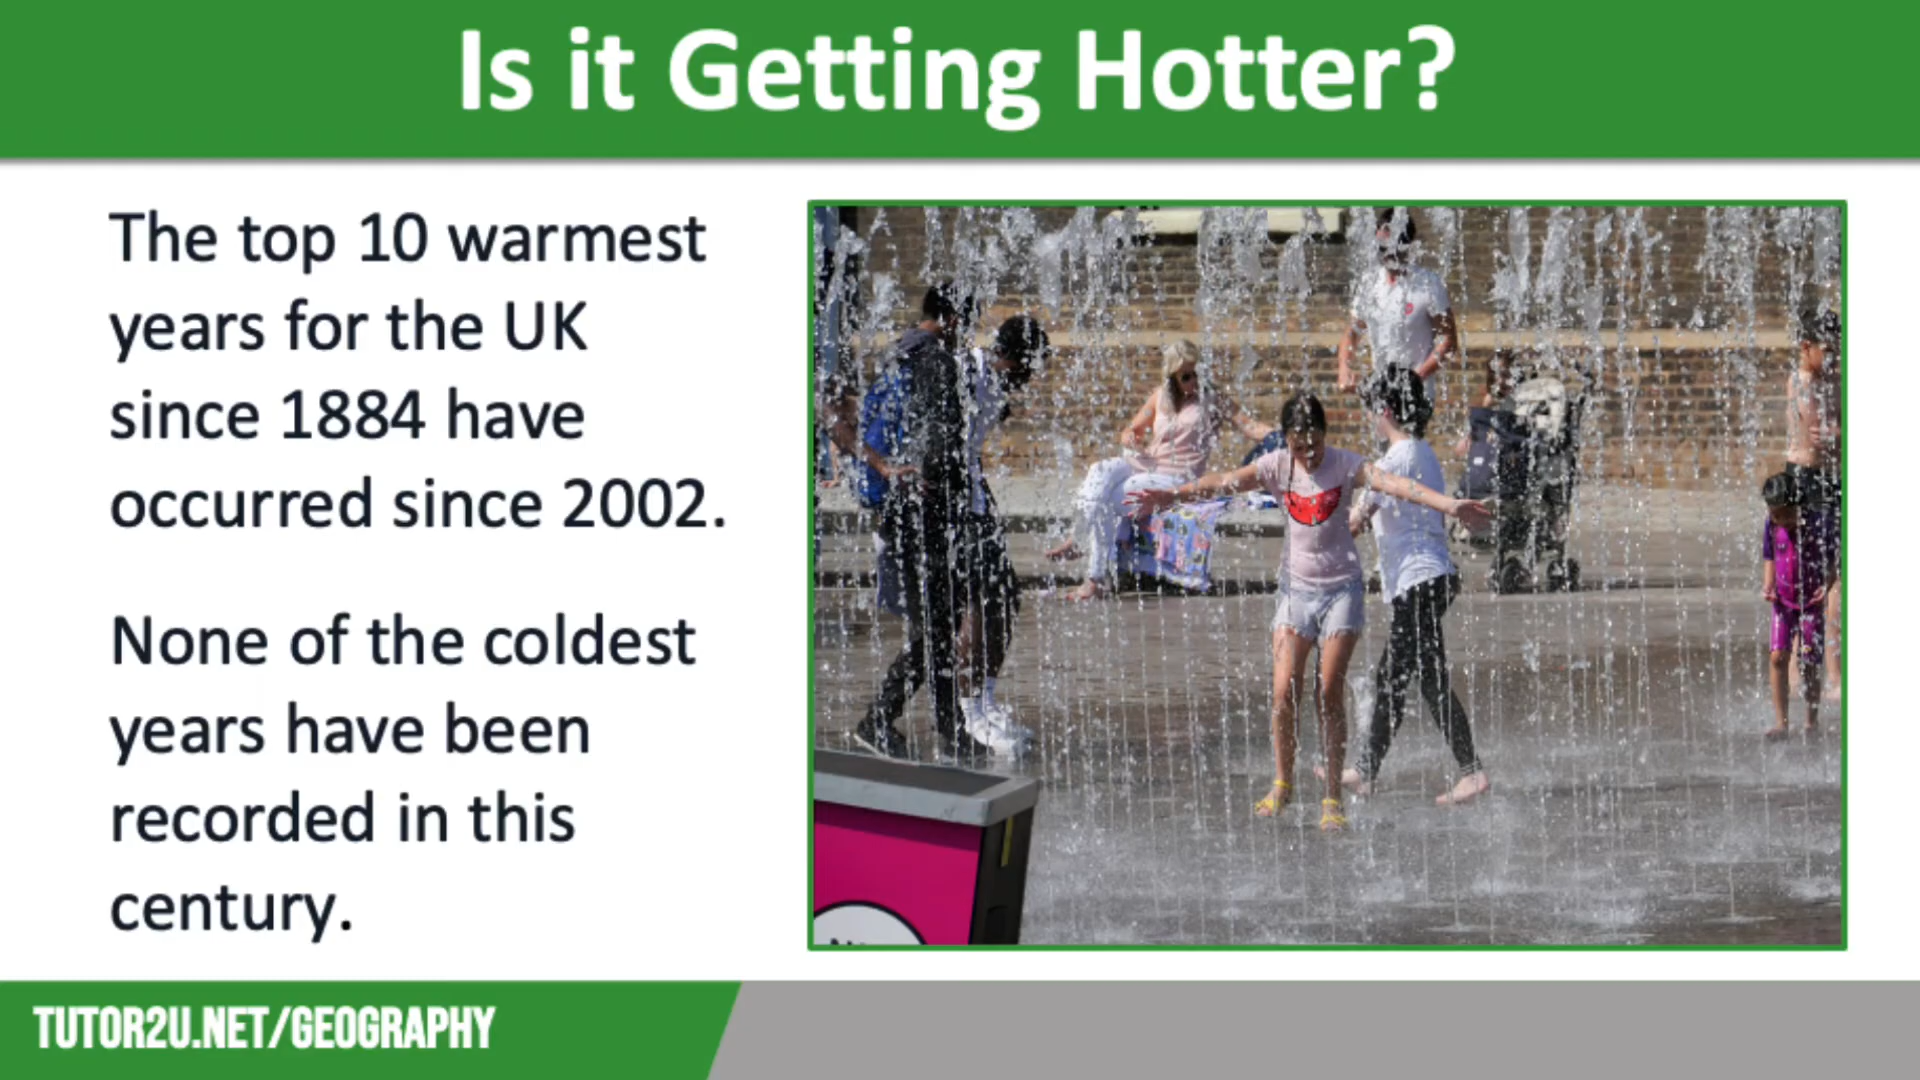 Is it Getting Hotter?
The top 10 warmest
years for the UK
since 1884 have
occurred since 2002.
None of the coldest
years have been
recorded in this
century.
TUTOR2U.NET/GEOGRAPHY